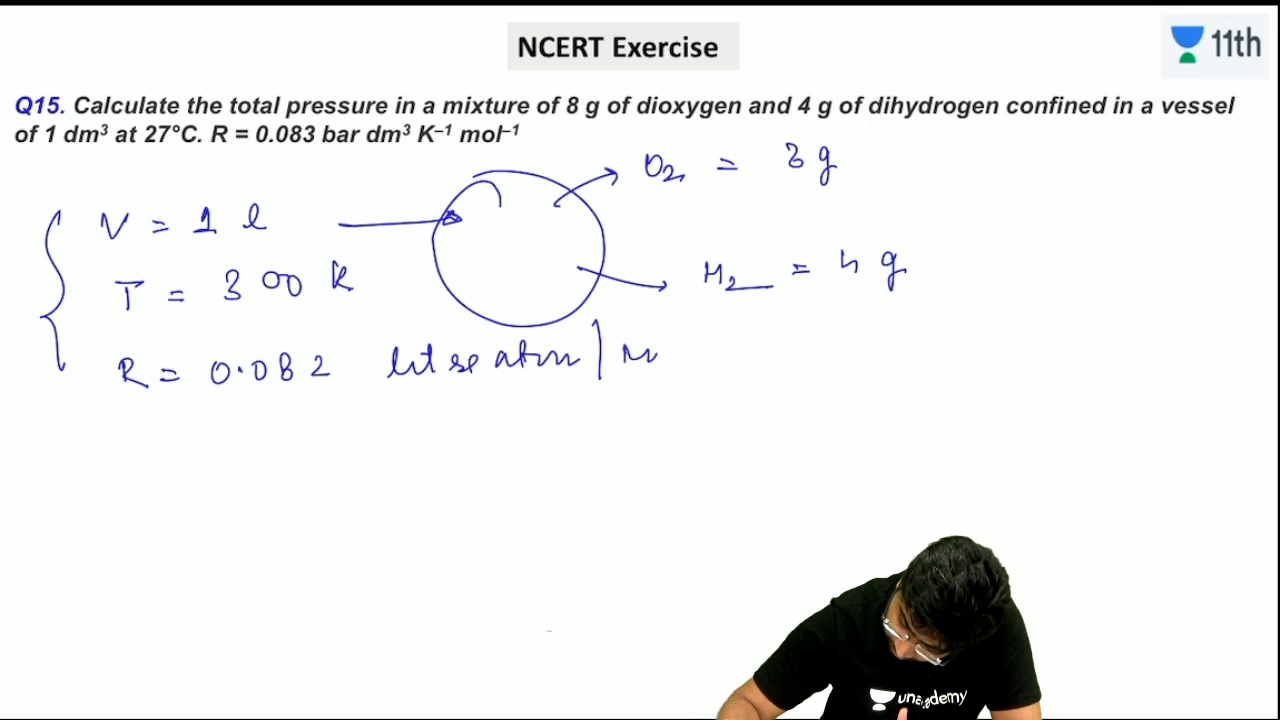 NCERT Exercise
11th
Q15. Calculate the total pressure in a mixture of 8 g of dioxygen and 4 g of dihydrogen confined in a vessel
of 1 dm³ at 27°C. R = 0.083 bar dm³ K⁻¹ mol⁻¹
O₂ = 8 g
V = 1 l
H₂ = 4 g
T = 300 K
R = 0.082 litre atm / m
unacademy